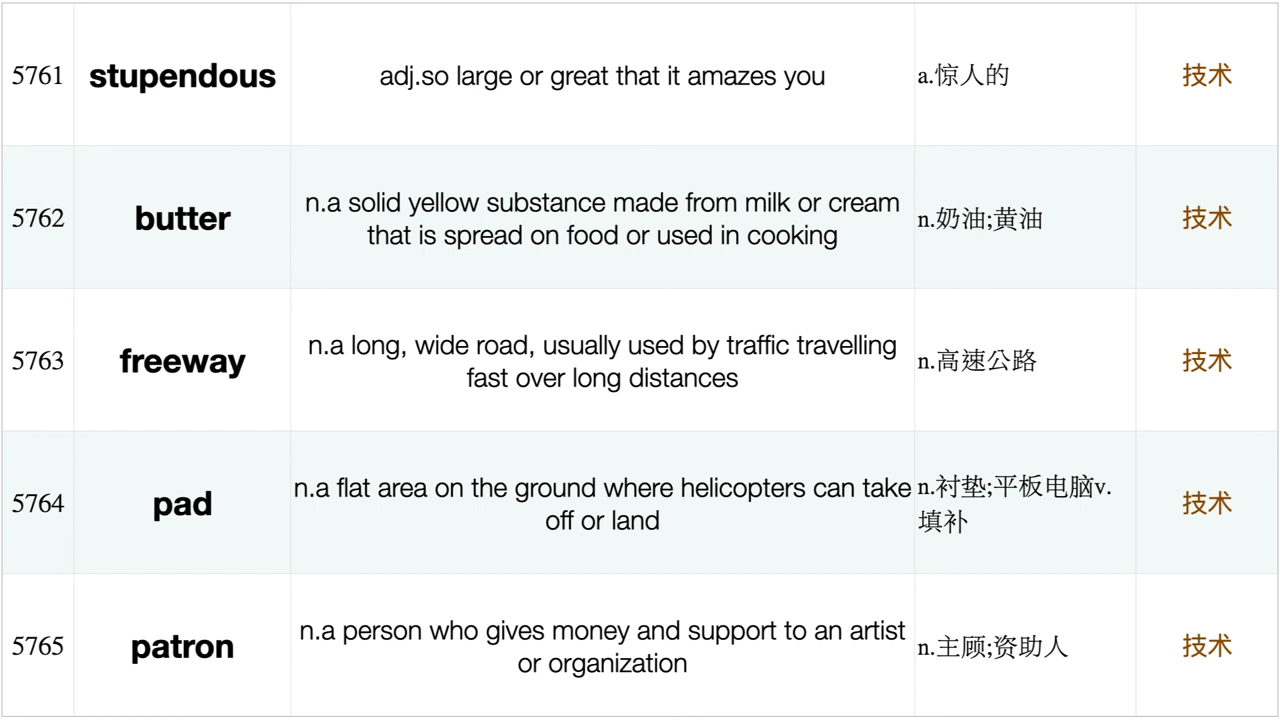 5761 stupendous adj.so large or great that it amazes you a.惊人的 技术
5762 butter n.a solid yellow substance made from milk or cream that is spread on food or used in cooking n.奶油;黄油 技术
5763 freeway n.a long, wide road, usually used by traffic travelling fast over long distances n.高速公路 技术
5764 pad n.a flat area on the ground where helicopters can take off or land n.衬垫;平板电脑v.填补 技术
5765 patron n.a person who gives money and support to an artist or organization n.主顾;资助人 技术